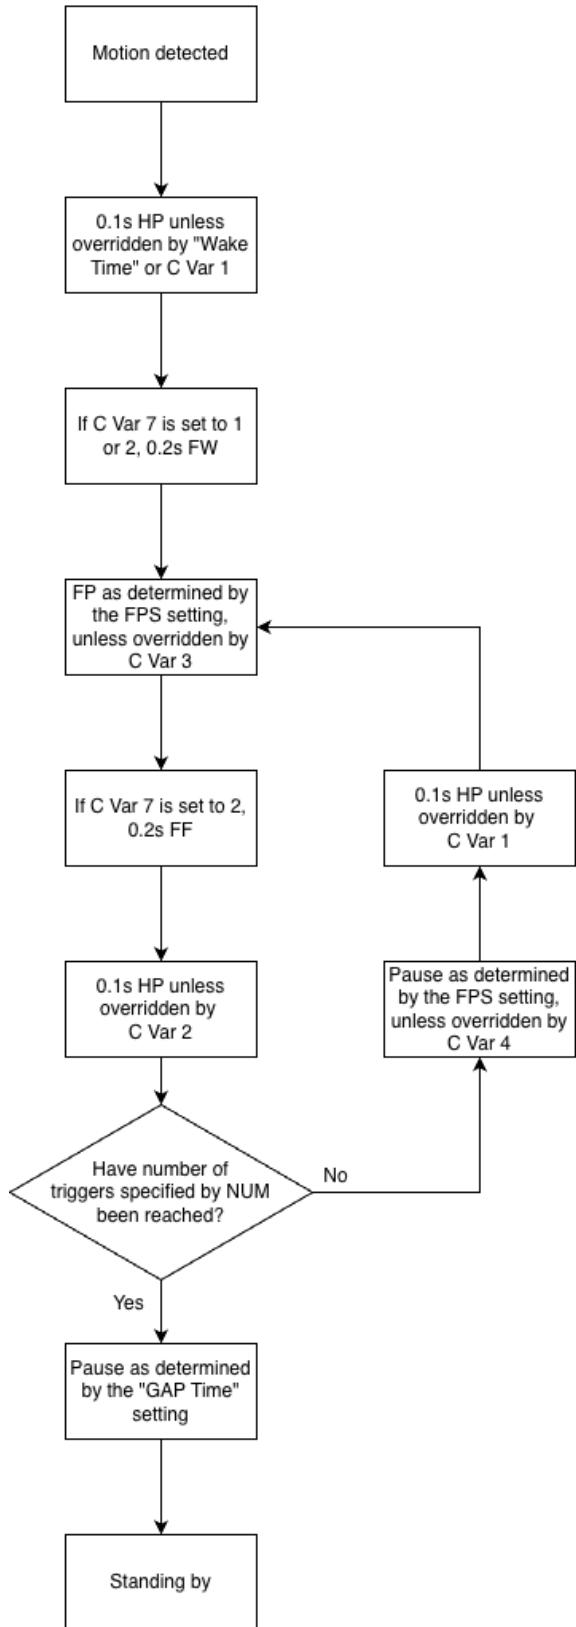 Motion detected
0.1s HP unless
overridden by "Wake
Time" or C Var 1
If C Var 7 is set to 1
or 2, 0.2s FW
FP as determined by
the FPS setting,
unless overridden by
C Var 3
If C Var 7 is set to 2,
0.2s FF
0.1s HP unless
overridden by
C Var 1
0.1s HP unless
overridden by
C Var 2
Pause as determined
by the FPS setting,
unless overridden by
C Var 4
Have number of
triggers specified by NUM
been reached?
No
Yes
Pause as determined
by the "GAP Time"
setting
Standing by